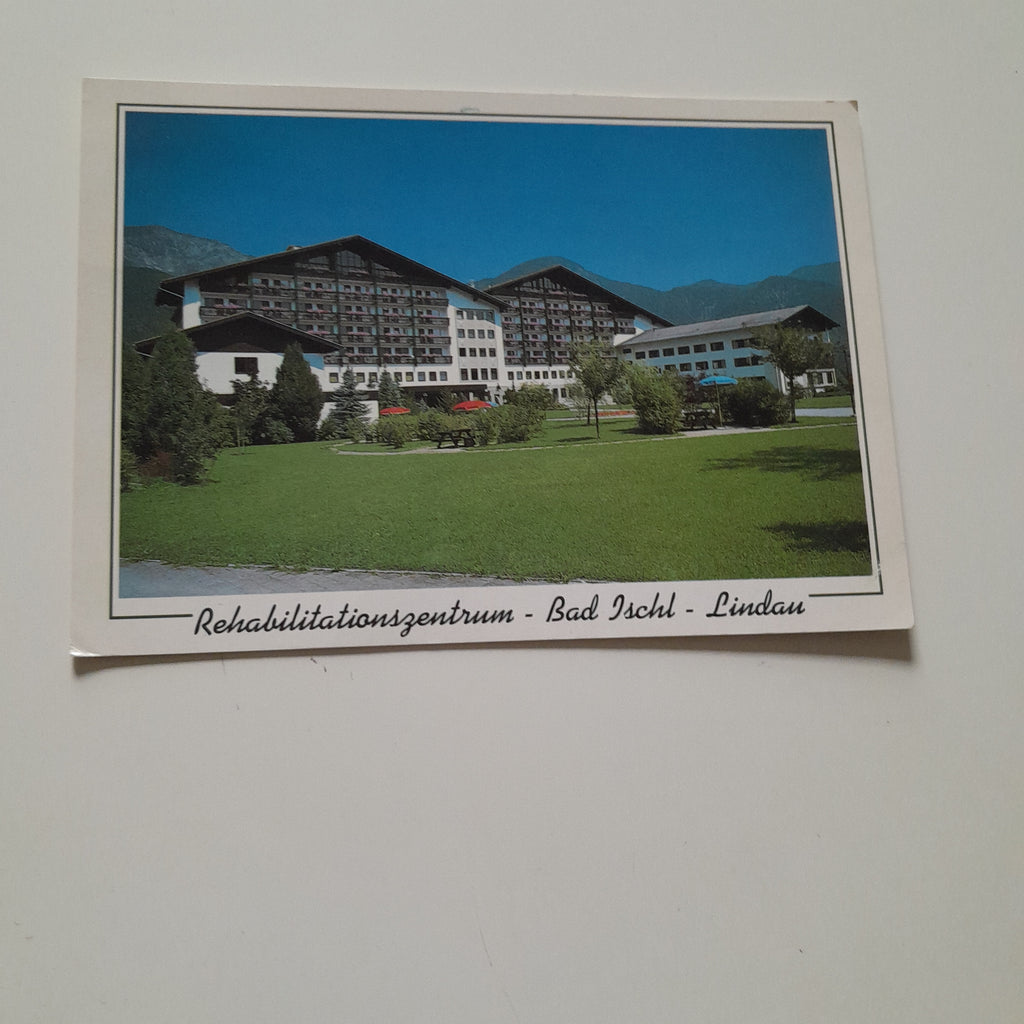 Rehabilitationszentrum - Bad Ischl - Lindau